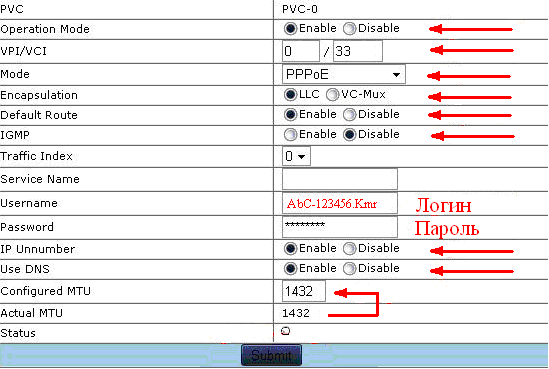 PVC PVC-0
Operation Mode Enable Disable
VPI/VCI 0 / 33
Mode PPPoE
Encapsulation LLC VC-Mux
Default Route Enable Disable
IGMP Enable Disable
Traffic Index 0
Service Name
Username AbC-123456.Kmr Логин
Password ******** Пароль
IP Unnumber Enable Disable
Use DNS Enable Disable
Configured MTU 1432
Actual MTU 1432
Status
Submit